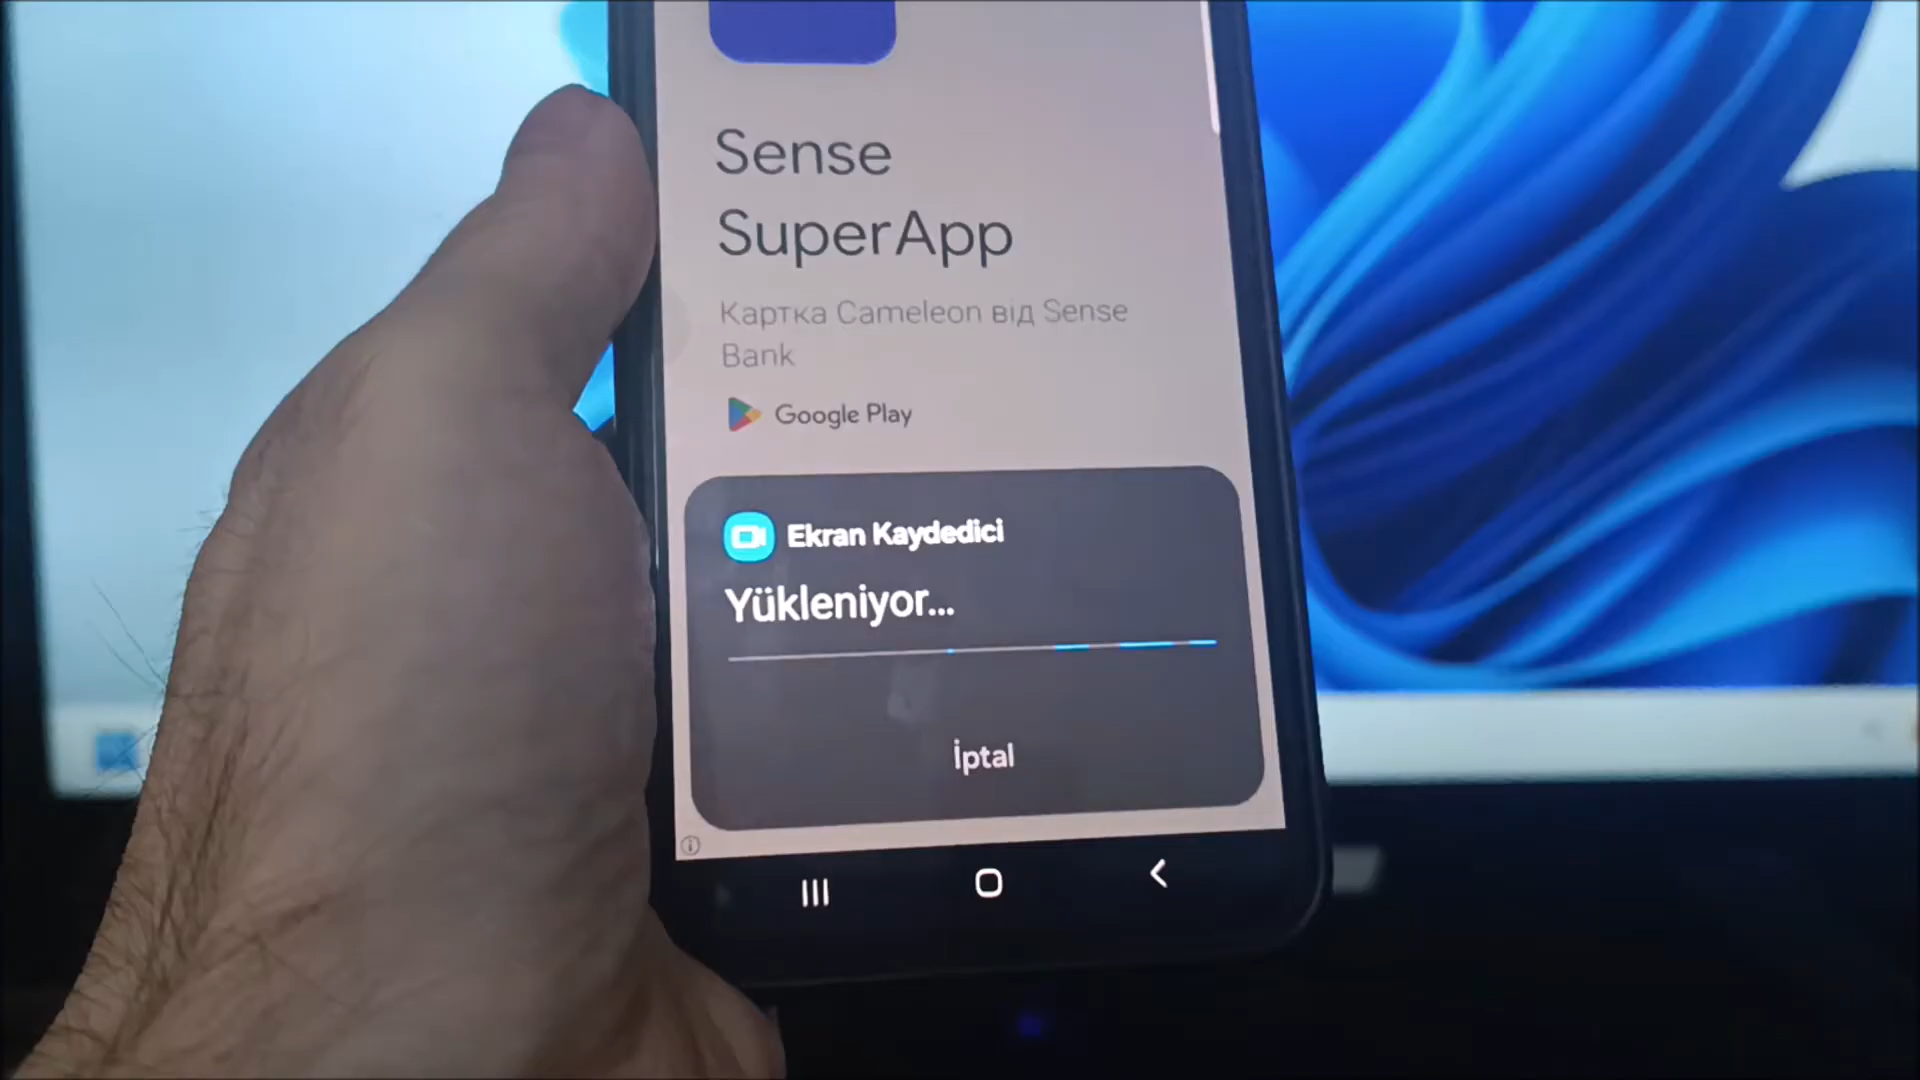 Sense
SuperApp
Картка Cameleon від Sense
Bank
Google Play
Ekran Kaydedici
Yükleniyor...
İptal